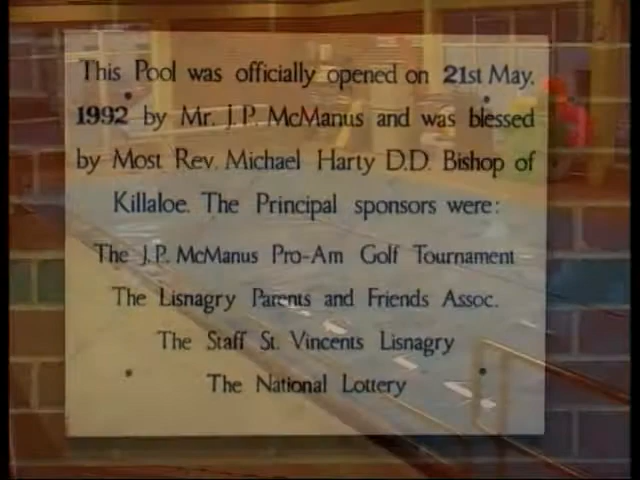 This Pool was officially opened on 21st May,
1992 by Mr. J.P. McManus and was blessed
by Most Rev. Michael Harty D.D. Bishop of
Killaloe. The Principal sponsors were:
The J.P. McManus Pro-Am Golf Tournament
The Lisnagry Parents and Friends Assoc.
The Staff St. Vincents Lisnagry
The National Lottery